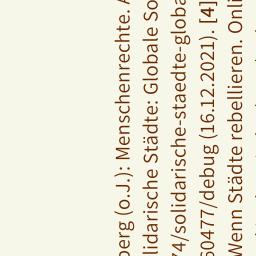 berg (o.J.): Menschenrechte. A
lidarische Städte: Globale So
74/solidarische-staedte-globa
60477/debug (16.12.2021). [4]
Wenn Städte rebellieren. Onli